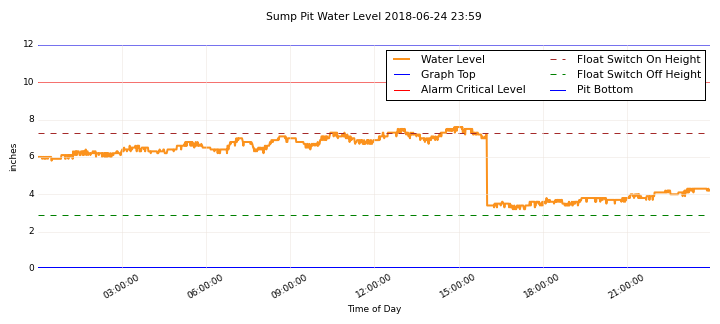 Sump Pit Water Level 2018-06-24 23:59
12
10
8
6
4
2
0
inches
Water Level
Graph Top
Alarm Critical Level
Float Switch On Height
Float Switch Off Height
Pit Bottom
03:00:00
06:00:00
09:00:00
12:00:00
15:00:00
18:00:00
21:00:00
Time of Day